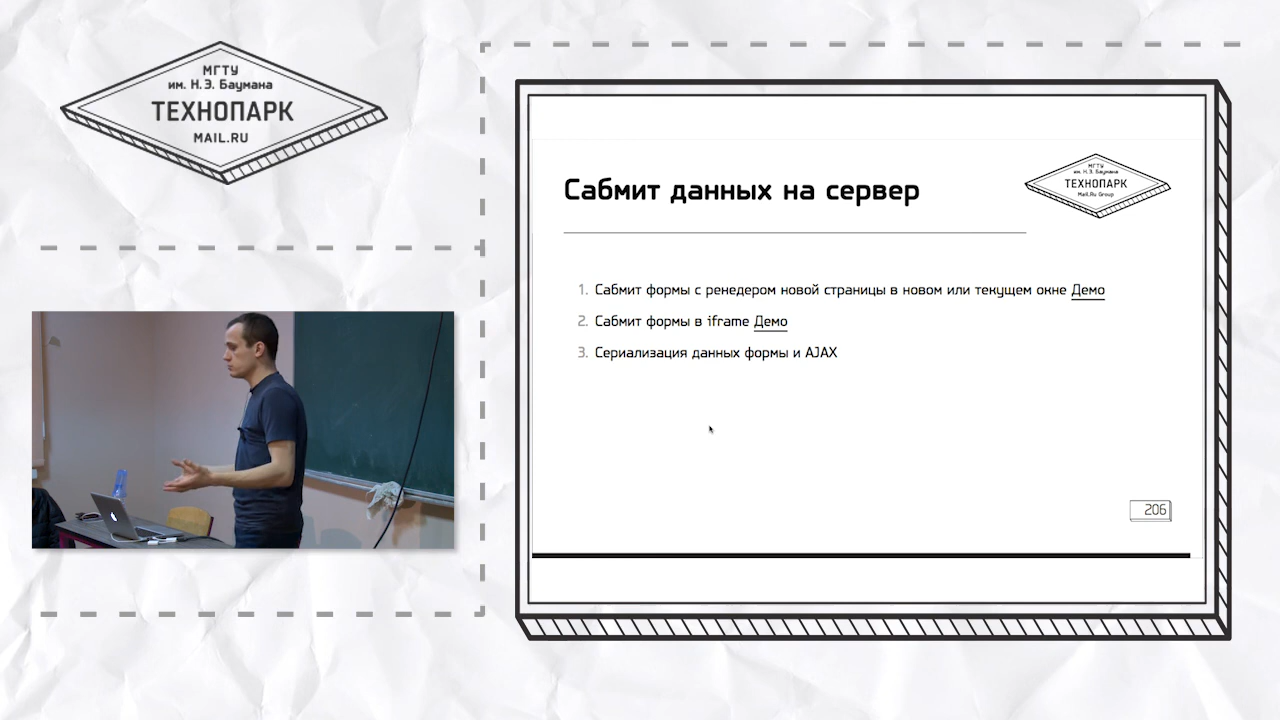 МГТУ
им. Н.Э. Баумана
ТЕХНОПАРК
MAIL.RU
Сабмит данных на сервер
МГТУ
им. Н.Э. Баумана
ТЕХНОПАРК
Mail.Ru Group
1. Сабмит формы с ренедером новой страницы в новом или текущем окне Демо
2. Сабмит формы в iframe Демо
3. Сериализация данных формы и AJAX
206